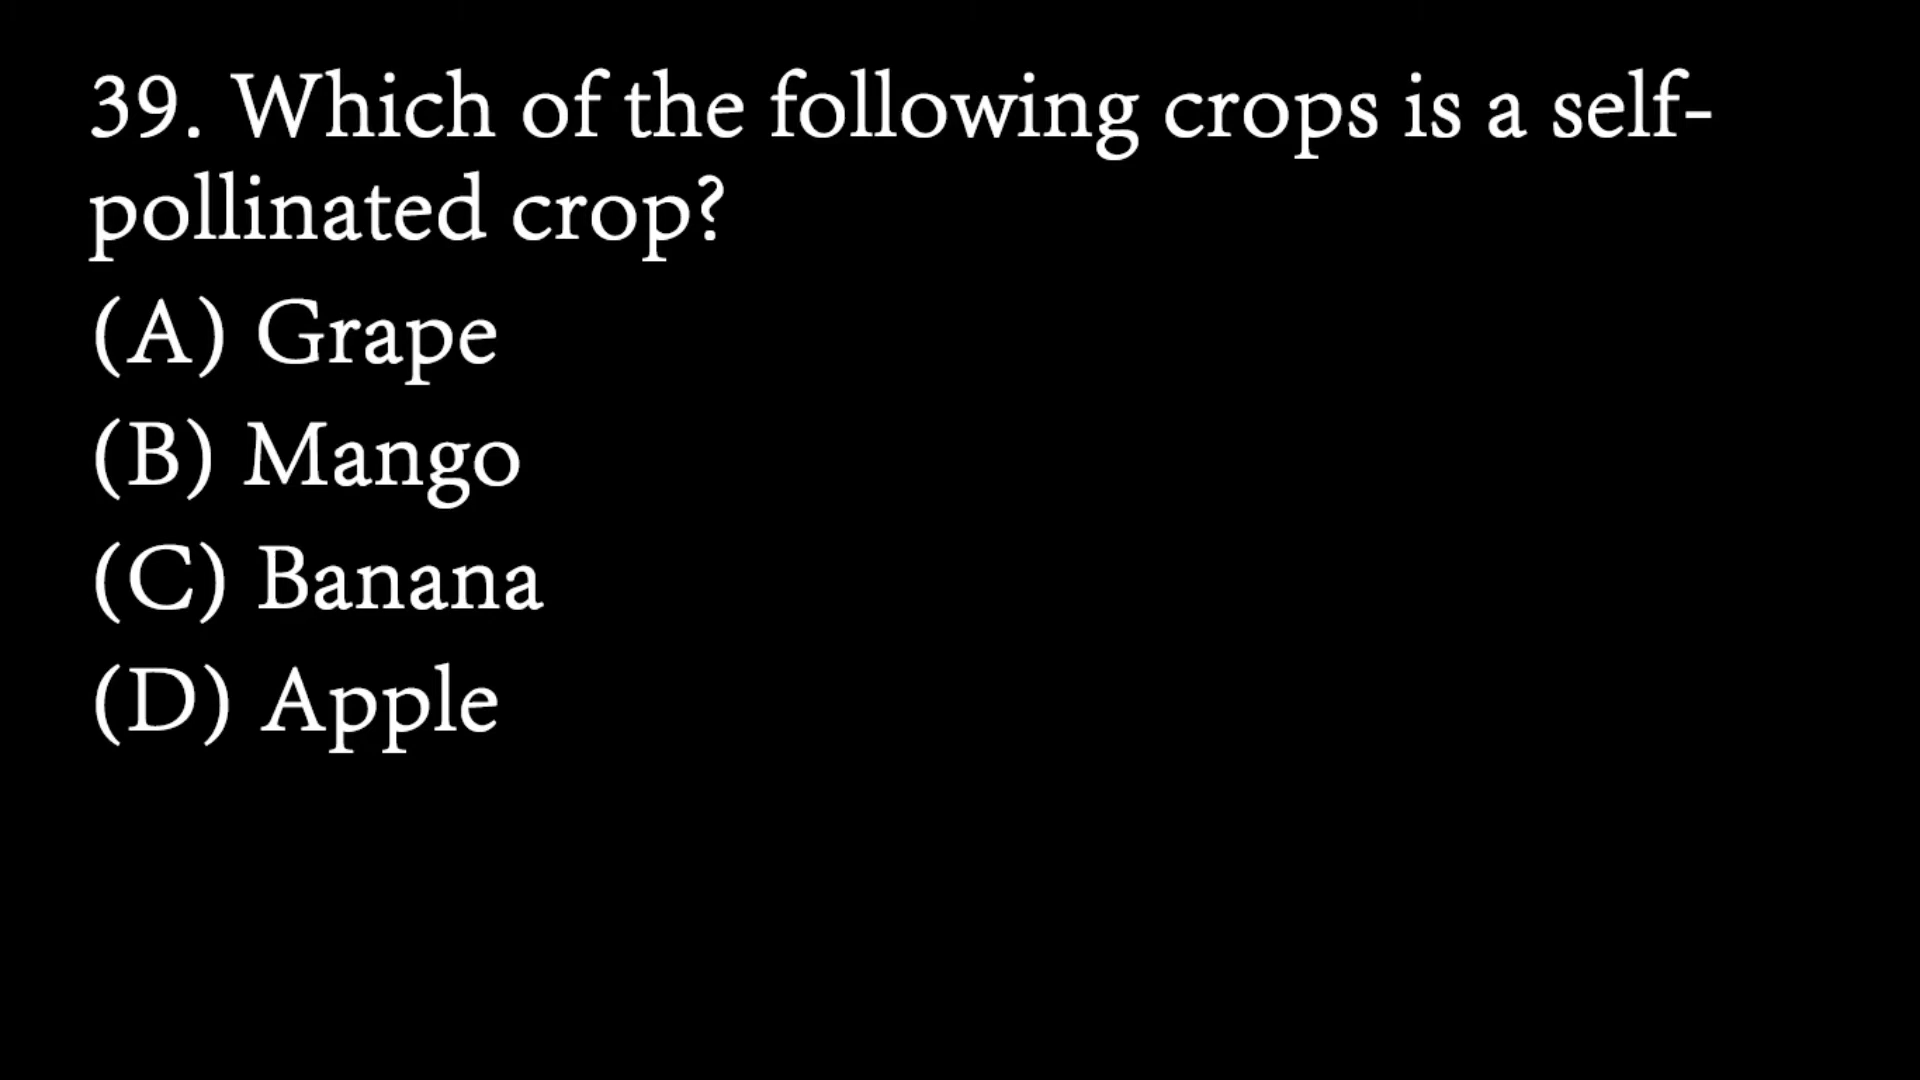 39. Which of the following crops is a self-
pollinated crop?
(A) Grape
(B) Mango
(C) Banana
(D) Apple